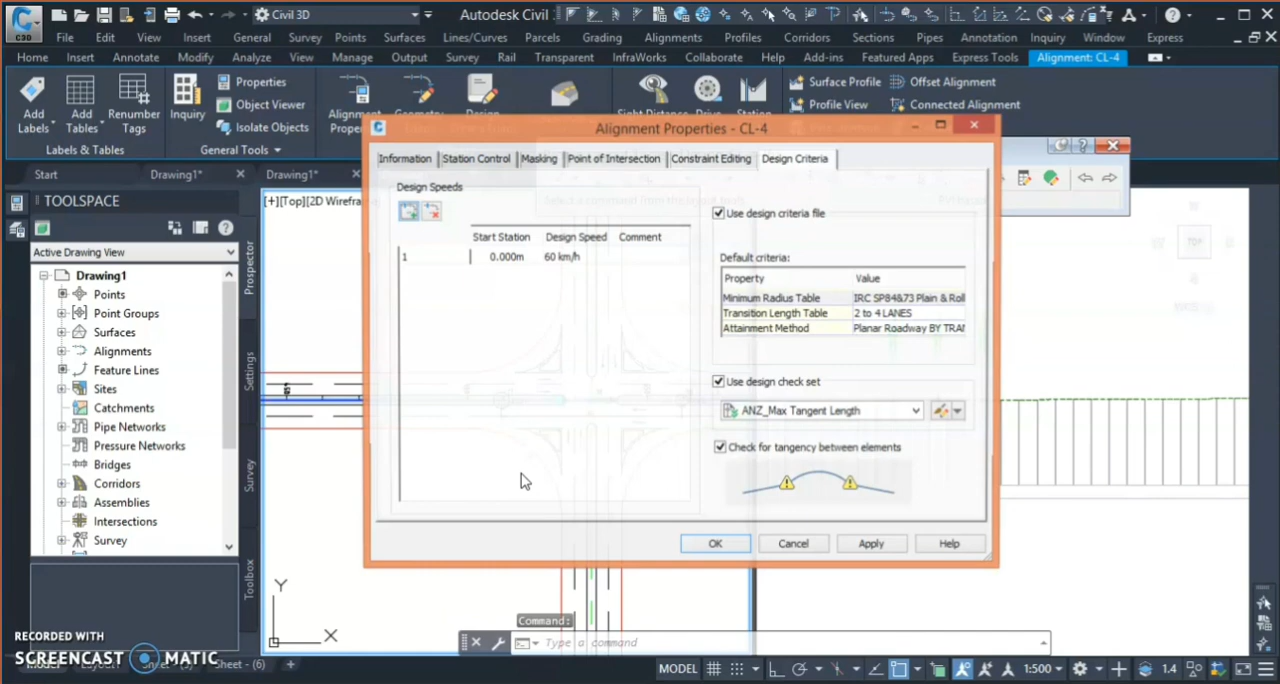 C3D
Civil 3D
Autodesk Civil
File Edit View Insert General Survey Points Surfaces Lines/Curves Parcels Grading Alignments Profiles Corridors Sections Pipes Annotation Inquiry Window Express
Home Insert Annotate Modify Analyze View Manage Output Survey Rail Transparent InfraWorks Collaborate Help Add-ins Featured Apps Express Tools Alignment: CL-4
Add Labels
Add Tables
Renumber Tags
Inquiry
Properties
Object Viewer
Isolate Objects
Surface Profile
Offset Alignment
Profile View
Connected Alignment
Labels & Tables
General Tools
Start
Drawing1*
Drawing1*
TOOLSPACE
Active Drawing View
Drawing1
Points
Point Groups
Surfaces
Alignments
Feature Lines
Sites
Catchments
Pipe Networks
Pressure Networks
Bridges
Corridors
Assemblies
Intersections
Survey
Prospector
Settings
Survey
Toolbox
[+][Top][2D Wirefra
Alignment Properties - CL-4
Information Station Control Masking Point of Intersection Constraint Editing Design Criteria
Design Speeds
Start Station Design Speed Comment
1 0.000m 60 km/h
Use design criteria file
Default criteria:
Property Value
Minimum Radius Table IRC SP84&73 Plain & Roll
Transition Length Table 2 to 4 LANES
Attainment Method Planar Roadway BY TRA
Use design check set
ANZ_Max Tangent Length
Check for tangency between elements
OK Cancel Apply Help
TOP
Y
X
Command:
Type a command
RECORDED WITH
SCREENCAST MATIC
Sheet - (6)
MODEL
1:500
1.4